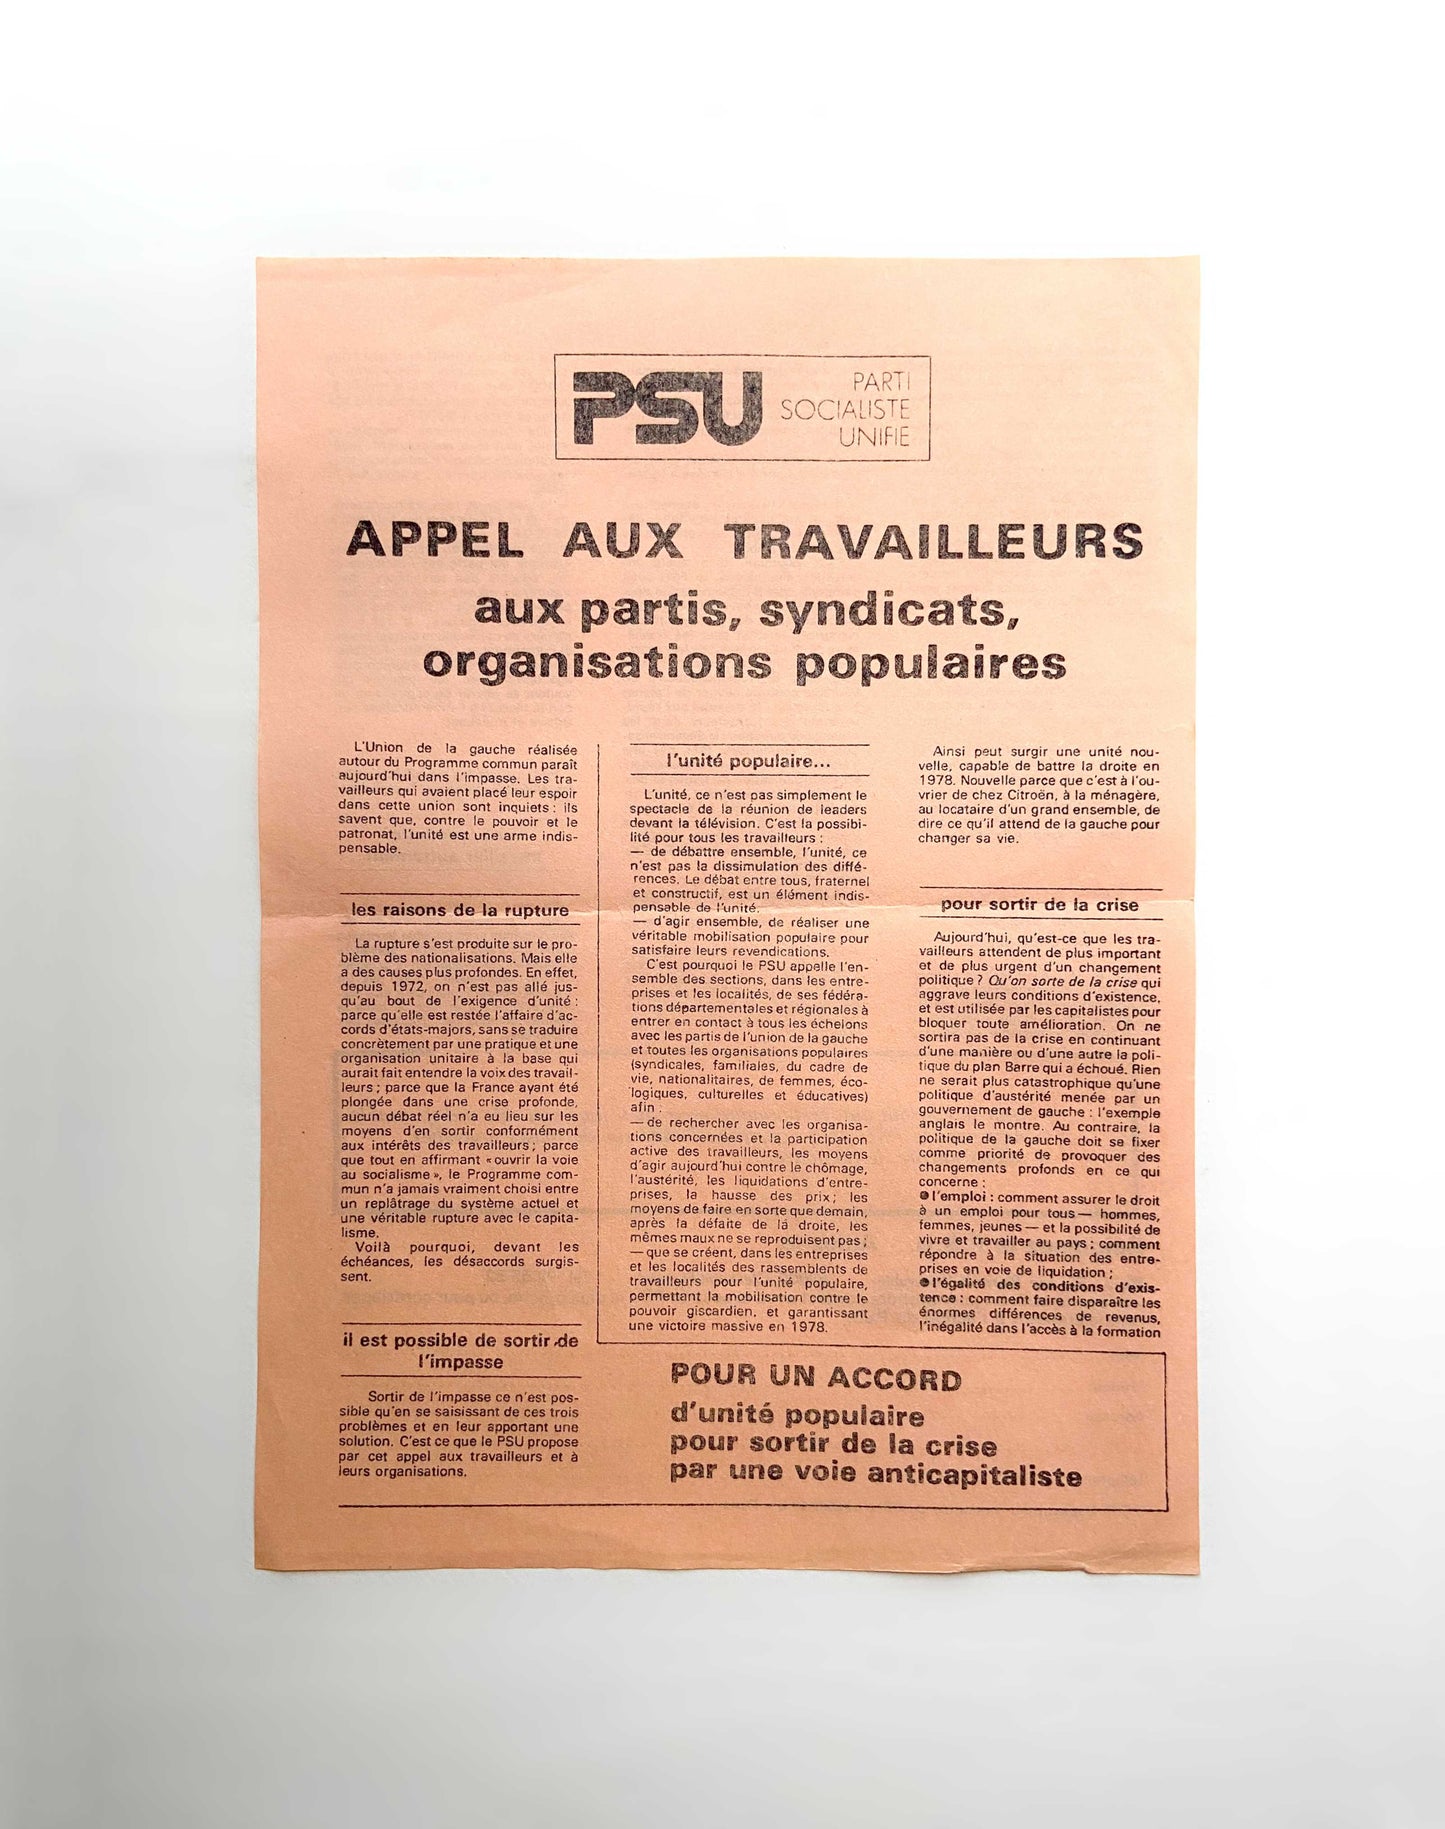 PSU
PARTI
SOCIALISTE
UNIFIE
APPEL AUX TRAVAILLEURS
aux partis, syndicats,
organisations populaires
L'Union de la gauche réalisée
autour du Programme commun paraît
aujourd'hui dans l'impasse. Les tra-
vailleurs qui avaient placé leur espoir
dans cette union sont inquiets : ils
savent que, contre le pouvoir et le
patronat, l'unité est une arme indis-
pensable.
les raisons de la rupture
La rupture s'est produite sur le pro-
blème des nationalisations. Mais elle
a des causes plus profondes. En effet,
depuis 1972, on n'est pas allé jus-
qu'au bout de l'exigence d'unité :
parce qu'elle est restée l'affaire d'ac-
cords d'états-majors, sans se traduire
concrètement par une pratique et une
organisation unitaire à la base qui
aurait fait entendre la voix des travail-
leurs ; parce que la France ayant été
plongée dans une crise profonde,
aucun débat réel n'a eu lieu sur les
moyens d'en sortir conformément
aux intérêts des travailleurs ; parce
que tout en affirmant « ouvrir la voie
au socialisme », le Programme com-
mun n'a jamais vraiment choisi entre
un replâtrage du système actuel et
une véritable rupture avec le capita-
lisme.
Voilà pourquoi, devant les
échéances, les désaccords surgis-
sent.
il est possible de sortir de
l'impasse
Sortir de l'impasse ce n'est pos-
sible qu'en se saisissant de ces trois
problèmes et en leur apportant une
solution. C'est ce que le PSU propose
par cet appel aux travailleurs et à
leurs organisations.
l'unité populaire...
L'unité, ce n'est pas simplement le
spectacle de la réunion de leaders
devant la télévision. C'est la possibi-
lité pour tous les travailleurs :
— de débattre ensemble, l'unité, ce
n'est pas la dissimulation des diffé-
rences. Le débat entre tous, fraternel
et constructif, est un élément indis-
pensable de l'unité.
— d'agir ensemble, de réaliser une
véritable mobilisation populaire pour
satisfaire leurs revendications.
C'est pourquoi le PSU appelle l'en-
semble des sections, dans les entre-
prises et les localités, de ses fédéra-
tions départementales et régionales à
entrer en contact à tous les échelons
avec les partis de l'union de la gauche
et toutes les organisations populaires
(syndicales, familiales, du cadre de
vie, nationalitaires, de femmes, éco-
logiques, culturelles et éducatives)
afin :
— de rechercher avec les organisa-
tions concernées et la participation
active des travailleurs, les moyens
d'agir aujourd'hui contre le chômage,
l'austérité, les liquidations d'entre-
prises, la hausse des prix ; les
moyens de faire en sorte que demain,
après la défaite de la droite, les
mêmes maux ne se reproduisent pas ;
— que se créent, dans les entreprises
et les localités des rassemblents de
travailleurs pour l'unité populaire,
permettant la mobilisation contre le
pouvoir giscardien, et garantissant
une victoire massive en 1978.
Ainsi peut surgir une unité nou-
velle, capable de battre la droite en
1978. Nouvelle parce que c'est à l'ou-
vrier de chez Citroën, à la ménagère,
au locataire d'un grand ensemble, de
dire ce qu'il attend de la gauche pour
changer sa vie.
pour sortir de la crise
Aujourd'hui, qu'est-ce que les tra-
vailleurs attendent de plus important
et de plus urgent d'un changement
politique ? Qu'on sorte de la crise qui
aggrave leurs conditions d'existence,
et est utilisée par les capitalistes pour
bloquer toute amélioration. On ne
sortira pas de la crise en continuant
d'une manière ou d'une autre la poli-
tique du plan Barre qui a échoué. Rien
ne serait plus catastrophique qu'une
politique d'austérité menée par un
gouvernement de gauche : l'exemple
anglais le montre. Au contraire, la
politique de la gauche doit se fixer
comme priorité de provoquer des
changements profonds en ce qui
concerne :
● l'emploi : comment assurer le droit
à un emploi pour tous — hommes,
femmes, jeunes — et la possibilité de
vivre et travailler au pays ; comment
répondre à la situation des entre-
prises en voie de liquidation ;
● l'égalité des conditions d'exis-
tence : comment faire disparaître les
énormes différences de revenus,
l'inégalité dans l'accès à la formation
POUR UN ACCORD
d'unité populaire
pour sortir de la crise
par une voie anticapitaliste